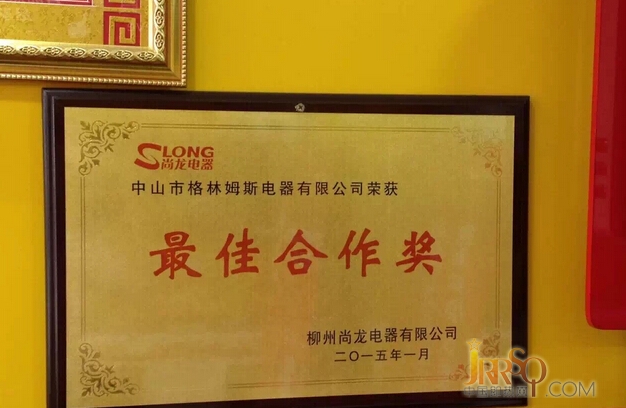 SLONG
尚龙电器
中山市格林姆斯电器有限公司荣获
最佳合作奖
柳州尚龙电器有限公司
二〇一五年一月
JRRSQ.COM